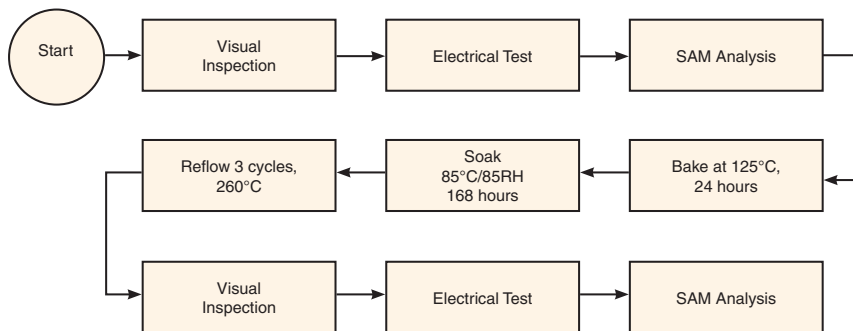 Start
Visual
Inspection
Electrical Test
SAM Analysis
Reflow 3 cycles,
260°C
Soak
85°C/85RH
168 hours
Bake at 125°C,
24 hours
Visual
Inspection
Electrical Test
SAM Analysis